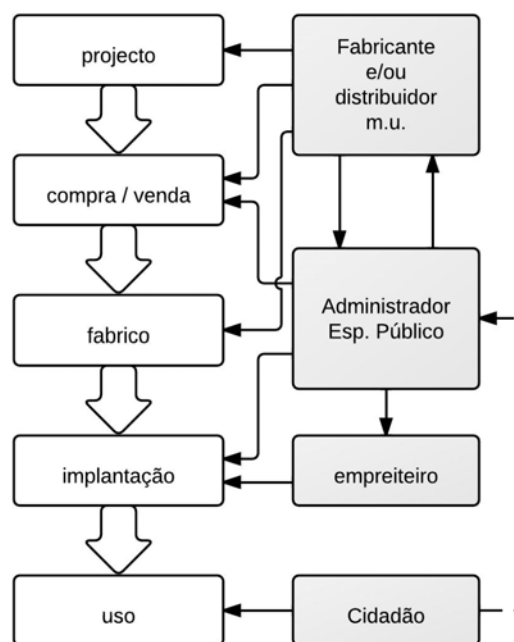 projecto
Fabricante
e/ou
distribuidor
m.u.
compra / venda
Administrador
Esp. Público
fabrico
implantação
empreiteiro
uso
Cidadão